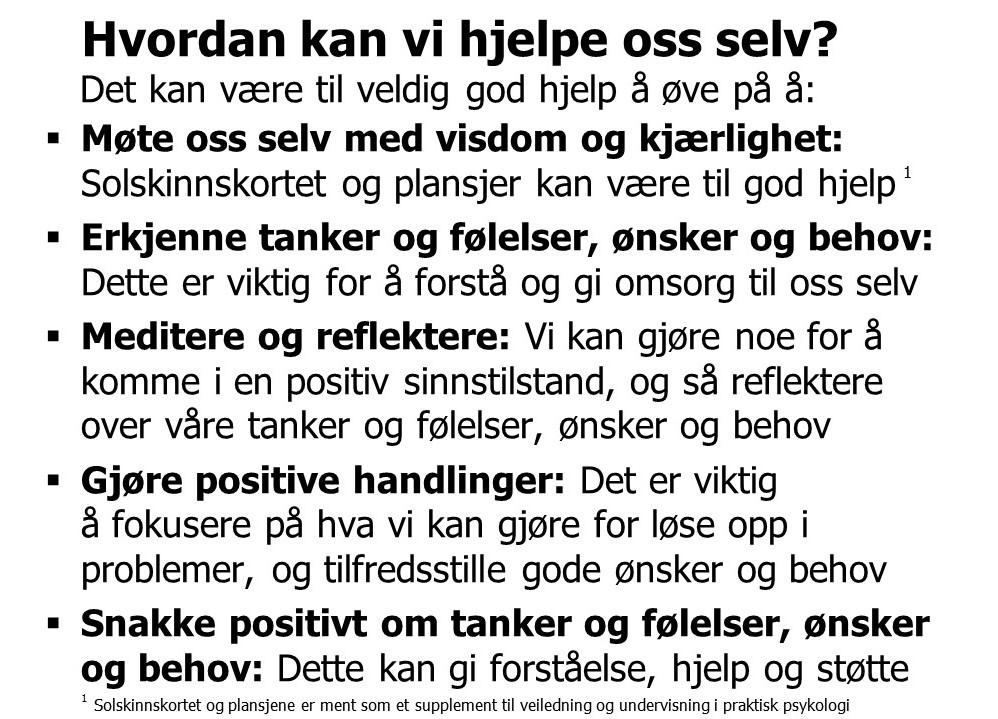 Hvordan kan vi hjelpe oss selv?
Det kan være til veldig god hjelp å øve på å:
▪ Møte oss selv med visdom og kjærlighet:
Solskinnskortet og plansjer kan være til god hjelp ¹
▪ Erkjenne tanker og følelser, ønsker og behov:
Dette er viktig for å forstå og gi omsorg til oss selv
▪ Meditere og reflektere: Vi kan gjøre noe for å
komme i en positiv sinnstilstand, og så reflektere
over våre tanker og følelser, ønsker og behov
▪ Gjøre positive handlinger: Det er viktig
å fokusere på hva vi kan gjøre for løse opp i
problemer, og tilfredsstille gode ønsker og behov
▪ Snakke positivt om tanker og følelser, ønsker
og behov: Dette kan gi forståelse, hjelp og støtte
¹ Solskinnskortet og plansjene er ment som et supplement til veiledning og undervisning i praktisk psykologi